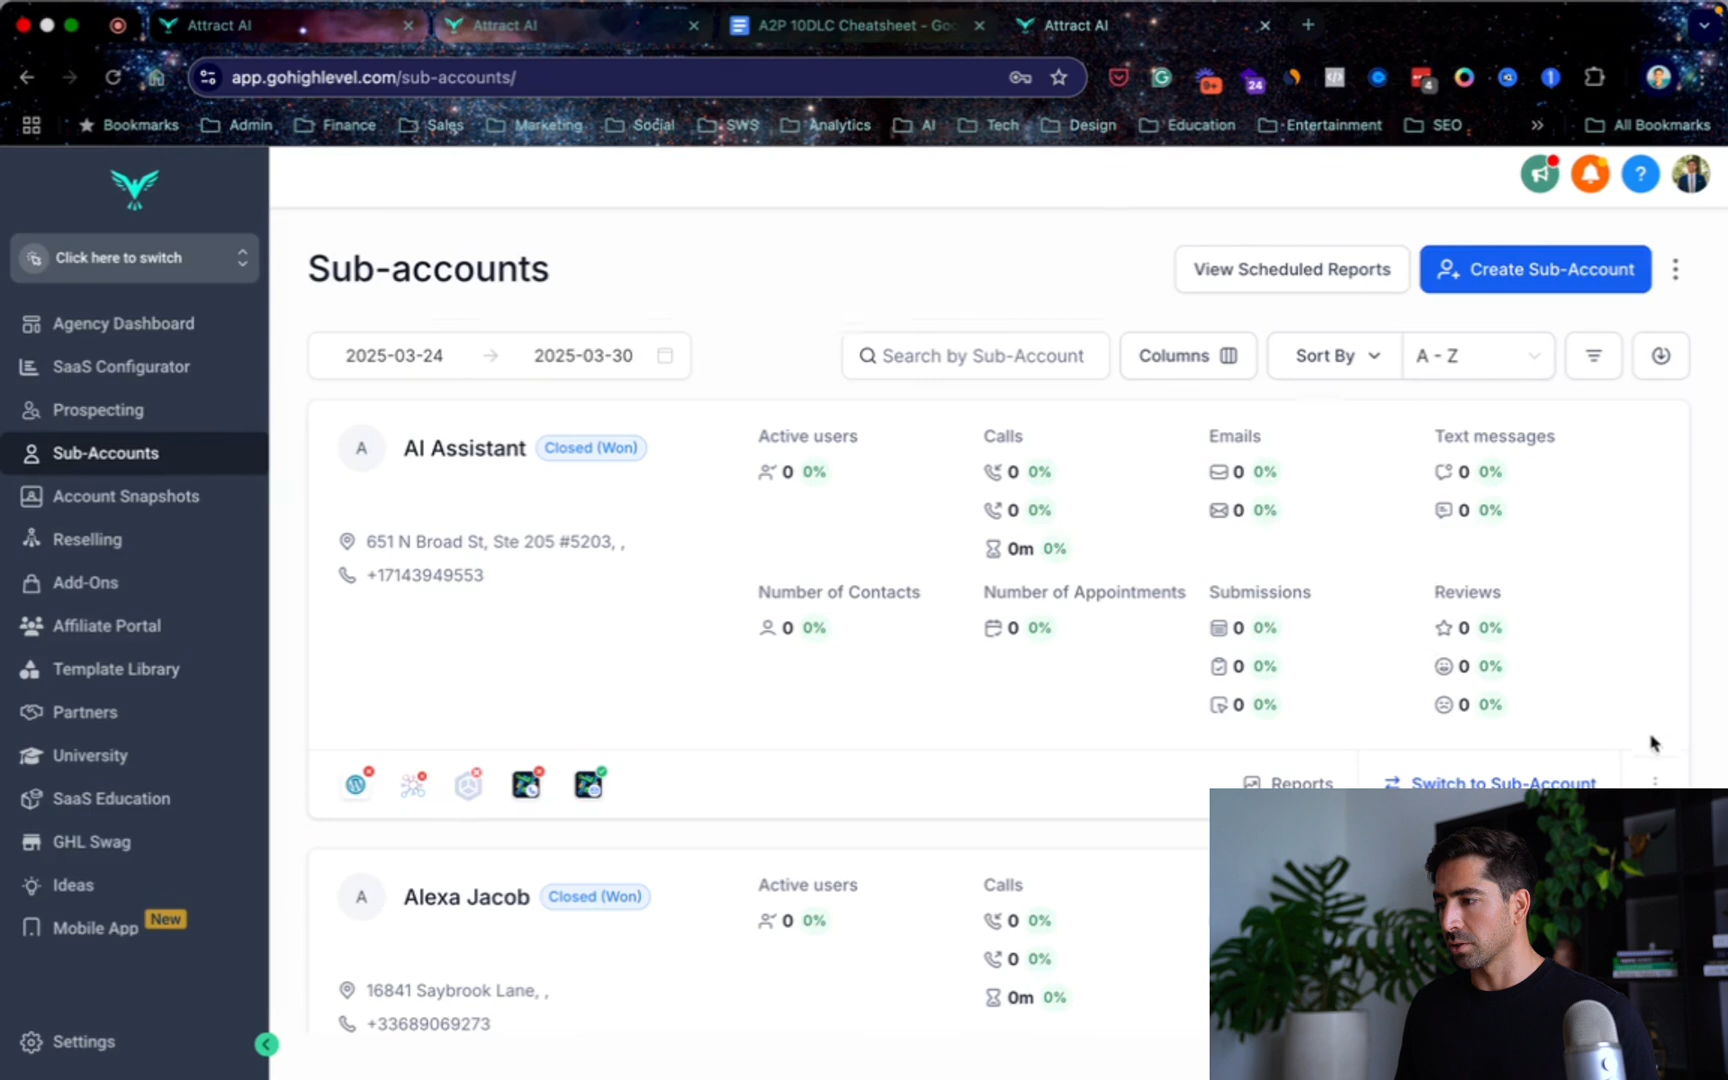 Attract AI
Attract AI
A2P 10DLC Cheatsheet - Goo
Attract AI
app.gohighlevel.com/sub-accounts/
9+
24
4
Bookmarks
Admin
Finance
Sales
Marketing
Social
SWS
Analytics
AI
Tech
Design
Education
Entertainment
SEO
All Bookmarks
Click here to switch
Agency Dashboard
SaaS Configurator
Prospecting
Sub-Accounts
Account Snapshots
Reselling
Add-Ons
Affiliate Portal
Template Library
Partners
University
SaaS Education
GHL Swag
Ideas
Mobile App New
Settings
Sub-accounts
View Scheduled Reports
Create Sub-Account
2025-03-24 → 2025-03-30
Search by Sub-Account
Columns
Sort By
A - Z
A
AI Assistant
Closed (Won)
651 N Broad St, Ste 205 #5203, ,
+17143949553
Active users
0 0%
Calls
0 0%
0 0%
0m 0%
Emails
0 0%
0 0%
Text messages
0 0%
0 0%
Number of Contacts
0 0%
Number of Appointments
0 0%
Submissions
0 0%
0 0%
0 0%
Reviews
0 0%
0 0%
0 0%
Reports
Switch to Sub-Account
A
Alexa Jacob
Closed (Won)
16841 Saybrook Lane, ,
+33689069273
Active users
0 0%
Calls
0 0%
0 0%
0m 0%